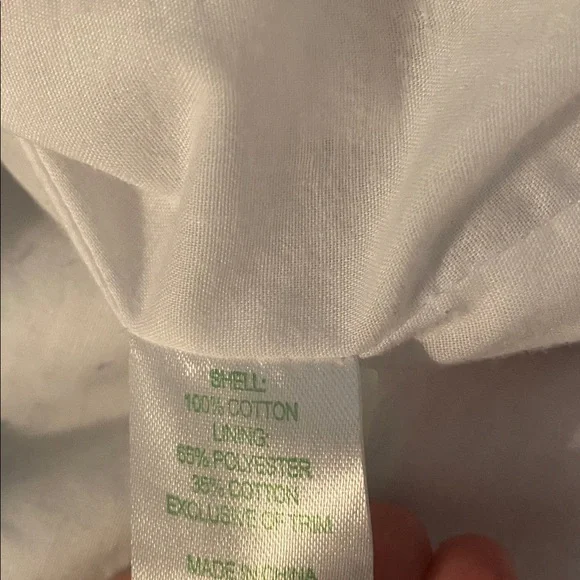 SHELL:
100% COTTON
LINING:
65% POLYESTER
35% COTTON
EXCLUSIVE OF TRIM
MADE IN CHINA